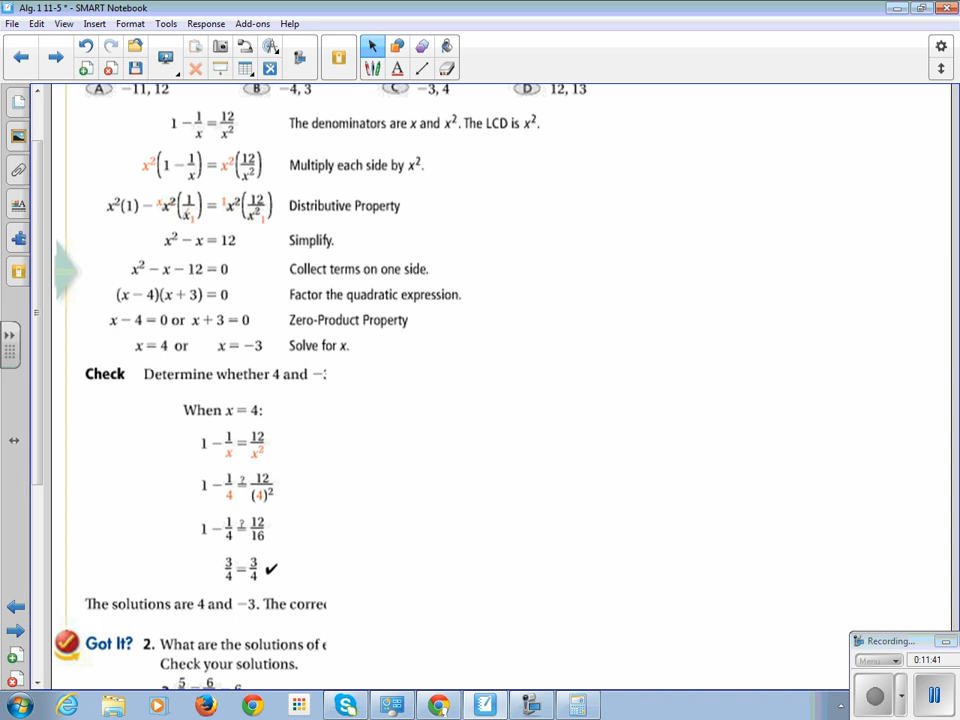 Alg.1 11-5 * - SMART Notebook
File Edit View Insert Format Tools Response Add-ons Help
A −11, 12 B −4, 3 C −3, 4 D 12, 13
1 − 1/x = 12/x² The denominators are x and x². The LCD is x².
x²(1 − 1/x) = x²(12/x²) Multiply each side by x².
x²(1) − ˣx²(1/x₁) = ¹x²(12/x²₁) Distributive Property
x² − x = 12 Simplify.
x² − x − 12 = 0 Collect terms on one side.
(x − 4)(x + 3) = 0 Factor the quadratic expression.
x − 4 = 0 or x + 3 = 0 Zero-Product Property
x = 4 or x = −3 Solve for x.
Check Determine whether 4 and −
When x = 4:
1 − 1/x = 12/x²
1 − 1/4 ≟ 12/(4)²
1 − 1/4 ≟ 12/16
3/4 = 3/4 ✔
The solutions are 4 and −3. The corre
Got It? 2. What are the solutions of e
Check your solutions.
5 6
Recording...
Menu
0:11:41